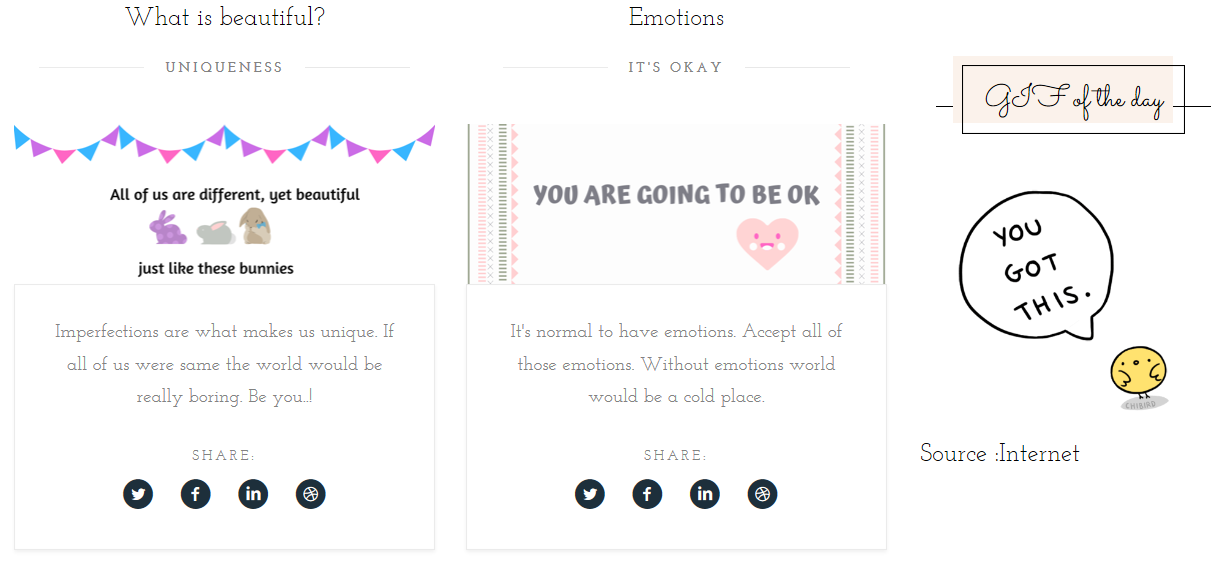 What is beautiful?
UNIQUENESS
All of us are different, yet beautiful
just like these bunnies
Imperfections are what makes us unique. If
all of us were same the world would be
really boring. Be you..!
SHARE:
Emotions
IT'S OKAY
YOU ARE GOING TO BE OK
It's normal to have emotions. Accept all of
those emotions. Without emotions world
would be a cold place.
SHARE:
GIF of the day
YOU
GOT
THIS.
CHIBIRD
Source :Internet